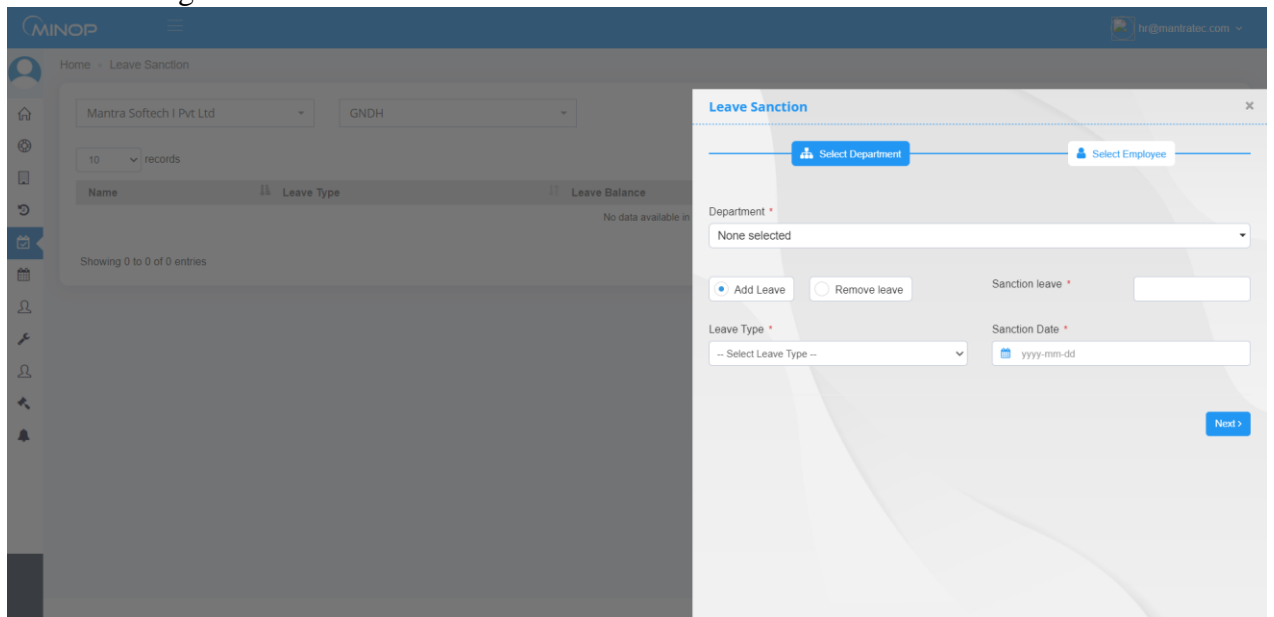 MINOP
hr@mantratec.com
Home - Leave Sanction
Mantra Softech I Pvt Ltd
GNDH
10 records
Name Leave Type Leave Balance
No data available in
Showing 0 to 0 of 0 entries
Leave Sanction ×
Select Department Select Employee
Department *
None selected
Add Leave Remove leave Sanction leave *
Leave Type * Sanction Date *
-- Select Leave Type -- yyyy-mm-dd
Next >